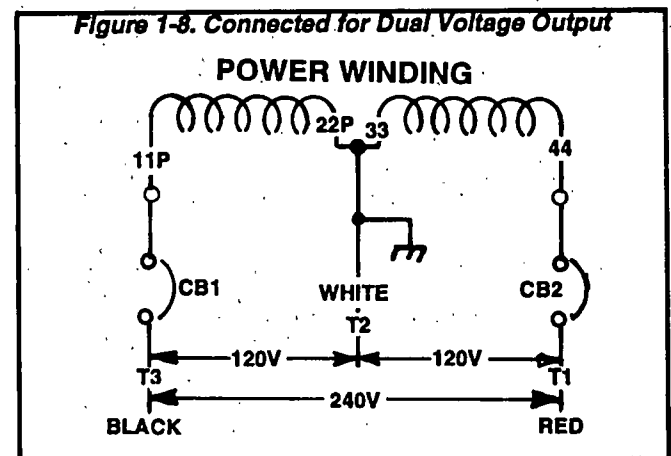 Figure 1-8. Connected for Dual Voltage Output
POWER WINDING
22P 33
11P 44
CB1 WHITE CB2
T2
120V 120V
T3 T1
240V
BLACK RED